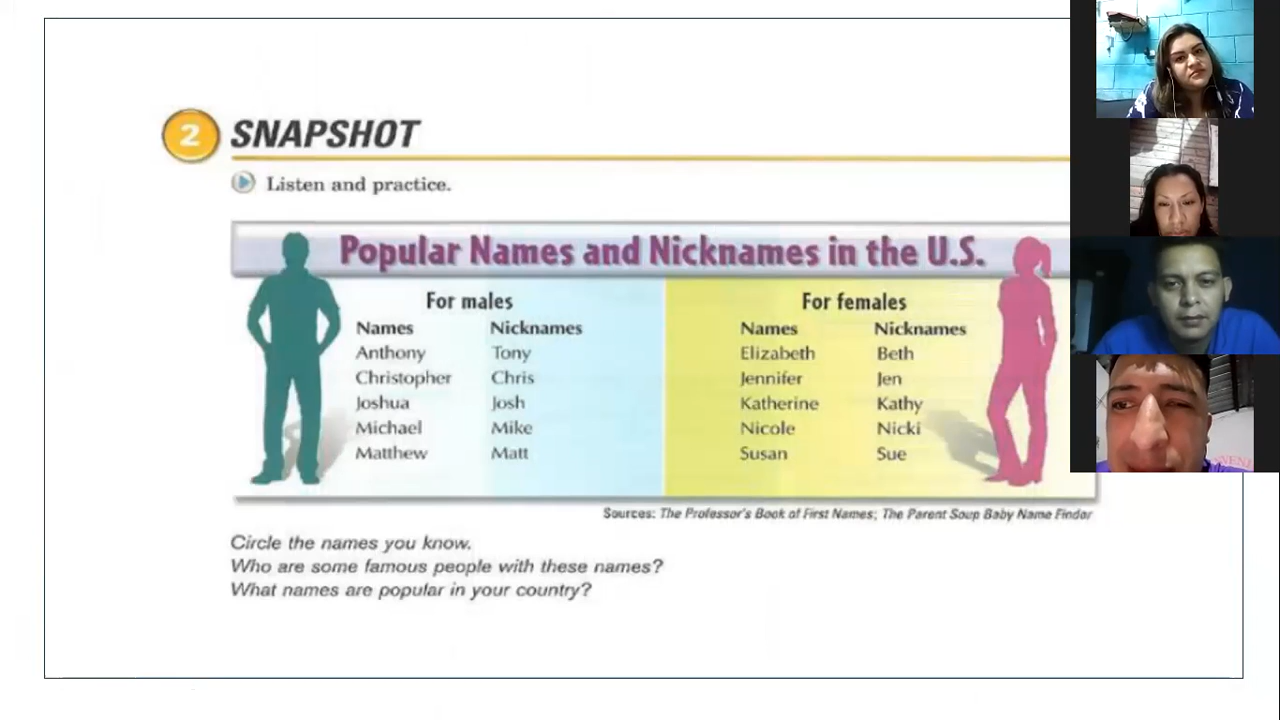 2 SNAPSHOT
Listen and practice.
Popular Names and Nicknames in the U.S.
For males
Names Nicknames
Anthony Tony
Christopher Chris
Joshua Josh
Michael Mike
Matthew Matt
For females
Names Nicknames
Elizabeth Beth
Jennifer Jen
Katherine Kathy
Nicole Nicki
Susan Sue
Sources: The Professor's Book of First Names; The Parent Soup Baby Name Finder
Circle the names you know.
Who are some famous people with these names?
What names are popular in your country?